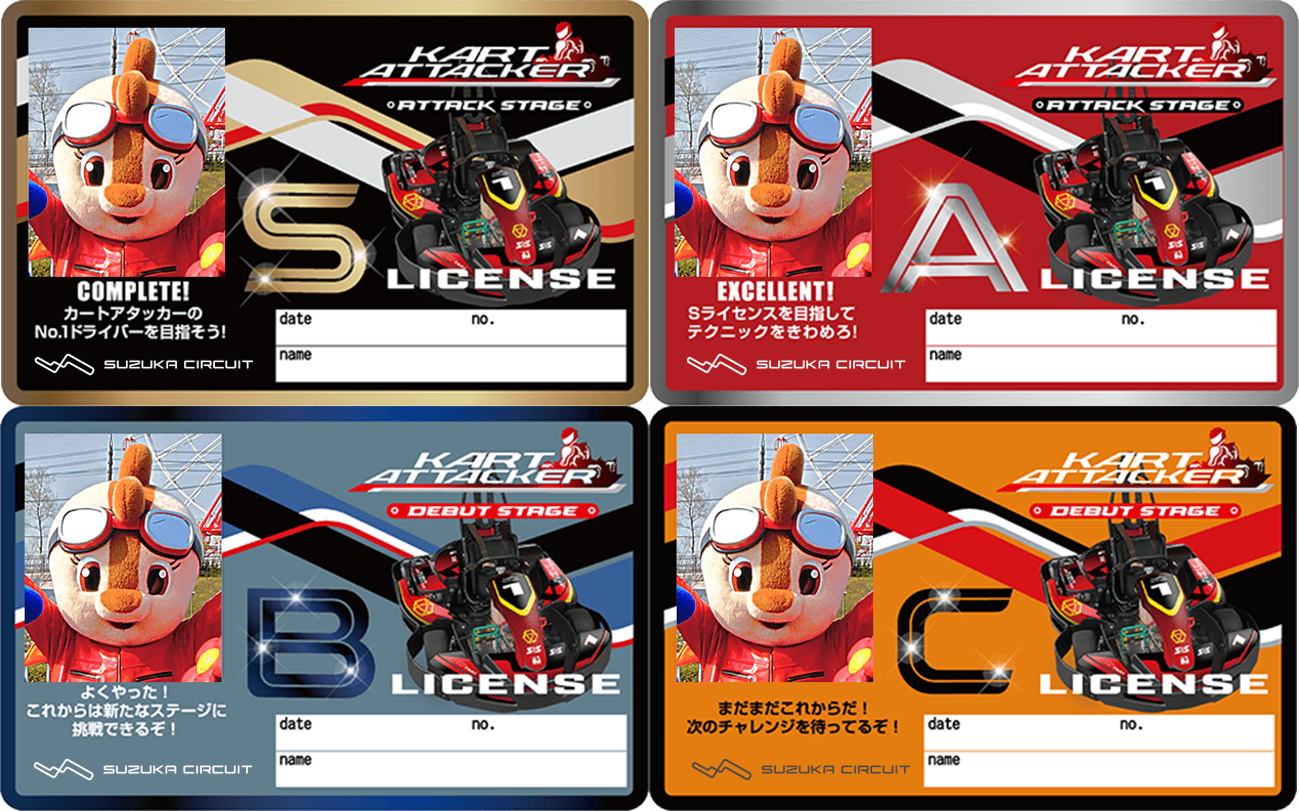 KART
ATTACKER
ATTACK STAGE
S
LICENSE
COMPLETE!
カートアタッカーの
No.1ドライバーを目指そう!
SUZUKA CIRCUIT
date no.
name
KART
ATTACKER
ATTACK STAGE
A
LICENSE
EXCELLENT!
Sライセンスを目指して
テクニックをきわめろ!
SUZUKA CIRCUIT
date no.
name
KART
ATTACKER
DEBUT STAGE
B
LICENSE
よくやった！
これからは新たなステージに
挑戦できるぞ！
SUZUKA CIRCUIT
date no.
name
KART
ATTACKER
DEBUT STAGE
C
LICENSE
まだまだこれからだ！
次のチャレンジを待ってるぞ！
SUZUKA CIRCUIT
date no.
name